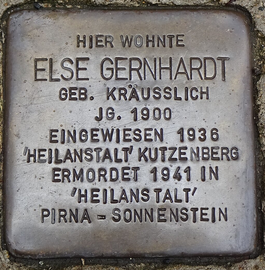 HIER WOHNTE
ELSE GERNHARDT
GEB. KRÄUSSLICH
JG. 1900
EINGEWIESEN 1936
'HEILANSTALT' KUTZENBERG
ERMORDET 1941 IN
'HEILANSTALT'
PIRNA - SONNENSTEIN